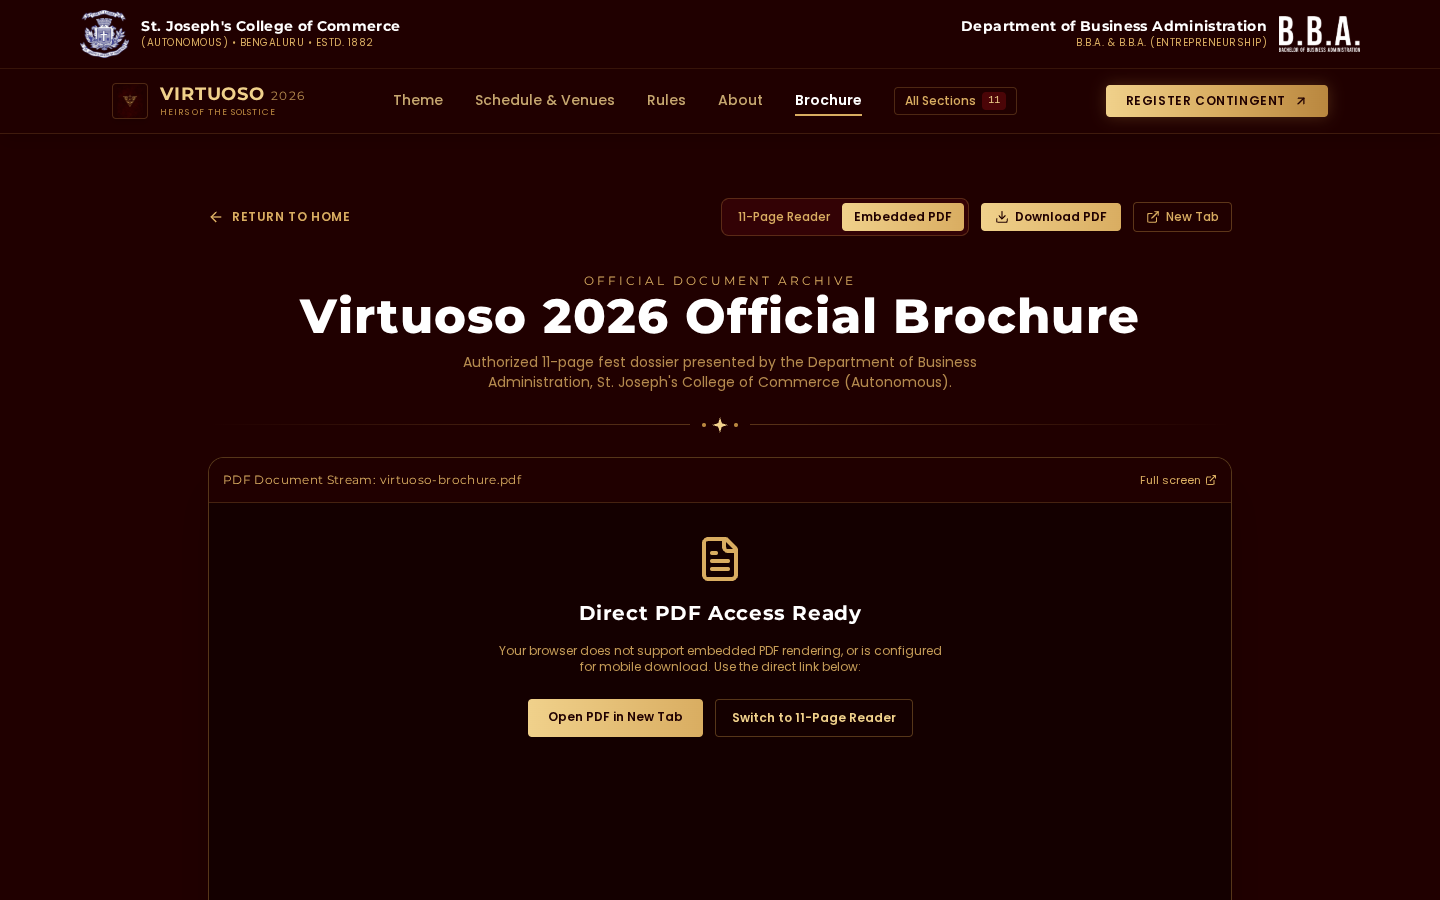 St. Joseph's College of Commerce
(AUTONOMOUS) • BENGALURU • ESTD. 1882
Department of Business Administration
B.B.A. & B.B.A. (ENTREPRENEURSHIP)
B.B.A.
BACHELOR OF BUSINESS ADMINISTRATION
VIRTUOSO 2026
HEIRS OF THE SOLSTICE
Theme
Schedule & Venues
Rules
About
Brochure
All Sections 11
REGISTER CONTINGENT
RETURN TO HOME
11-Page Reader
Embedded PDF
Download PDF
New Tab
OFFICIAL DOCUMENT ARCHIVE
Virtuoso 2026 Official Brochure
Authorized 11-page fest dossier presented by the Department of Business
Administration, St. Joseph's College of Commerce (Autonomous).
PDF Document Stream: virtuoso-brochure.pdf
Full screen
Direct PDF Access Ready
Your browser does not support embedded PDF rendering, or is configured
for mobile download. Use the direct link below:
Open PDF in New Tab
Switch to 11-Page Reader